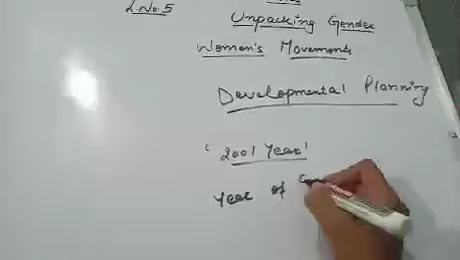 L.No.5
Unpacking Gender
Women's Movements
Developmental Planning
'2001 Year'
Year of